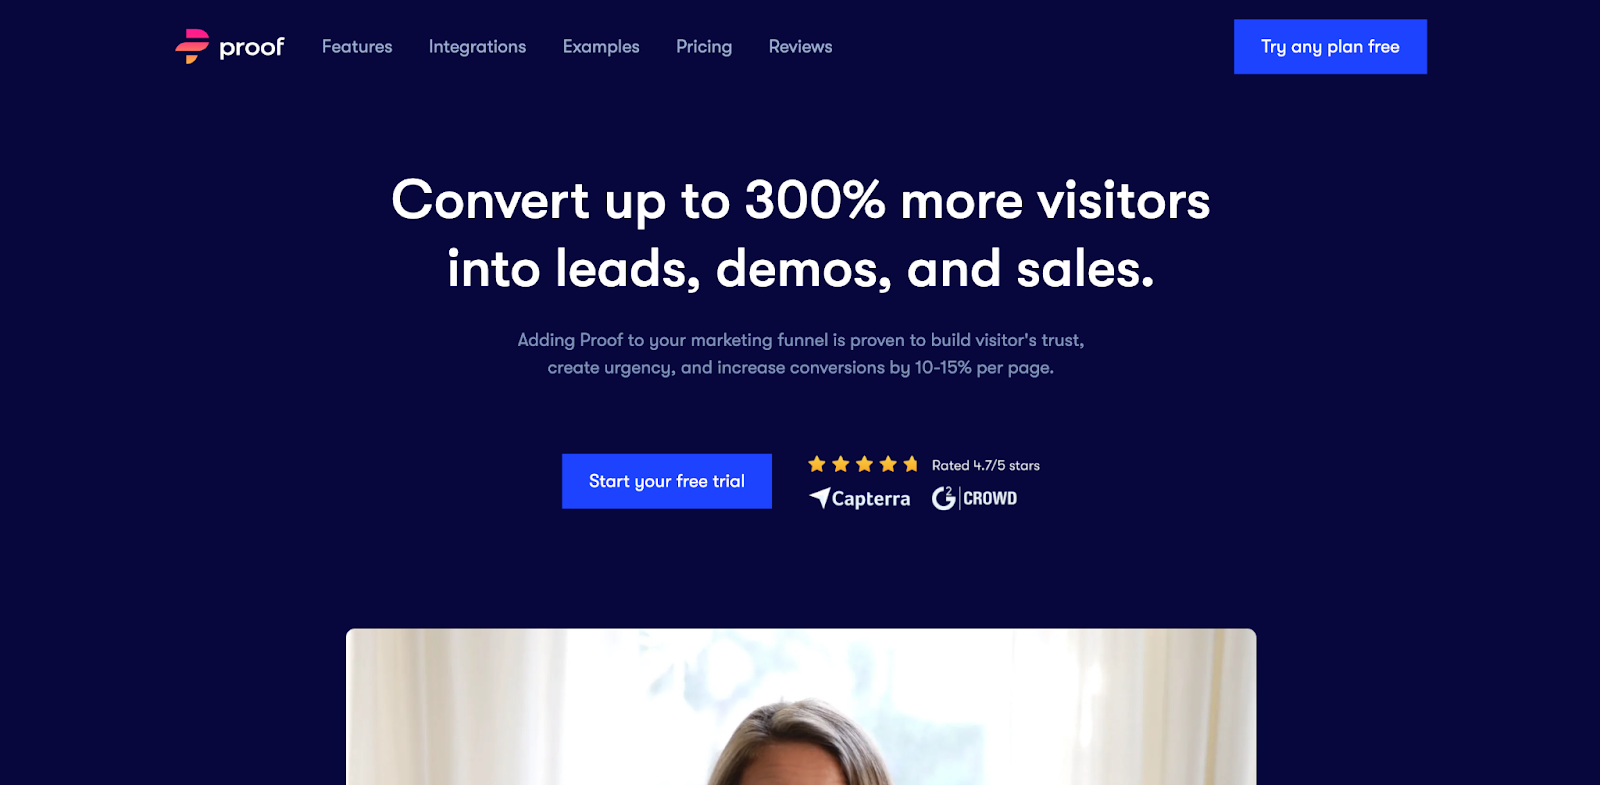 proof
Features
Integrations
Examples
Pricing
Reviews
Try any plan free
Convert up to 300% more visitors
into leads, demos, and sales.
Adding Proof to your marketing funnel is proven to build visitor's trust,
create urgency, and increase conversions by 10-15% per page.
Start your free trial
Rated 4.7/5 stars
Capterra
G2 CROWD